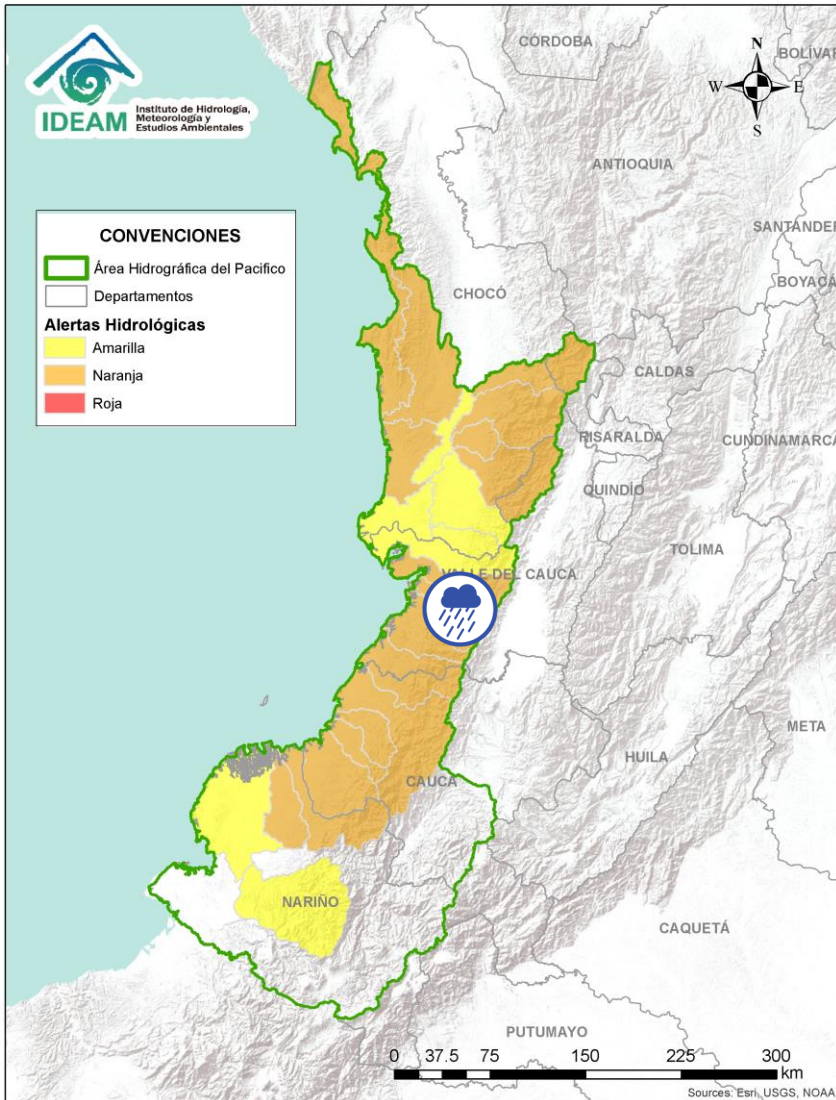 IDEAM
Instituto de Hidrología,
Meteorología y
Estudios Ambientales
N
W E
S
CONVENCIONES
Área Hidrográfica del Pacifico
Departamentos
Alertas Hidrológicas
Amarilla
Naranja
Roja
CÓRDOBA
BOLÍVAR
ANTIOQUIA
SANTANDER
BOYACÁ
CHOCÓ
CALDAS
RISARALDA
CUNDINAMARCA
QUINDÍO
TOLIMA
VALLE DEL CAUCA
META
HUILA
CAUCA
NARIÑO
CAQUETÁ
PUTUMAYO
0 37.5 75 150 225 300
km
Sources: Esri, USGS, NOAA